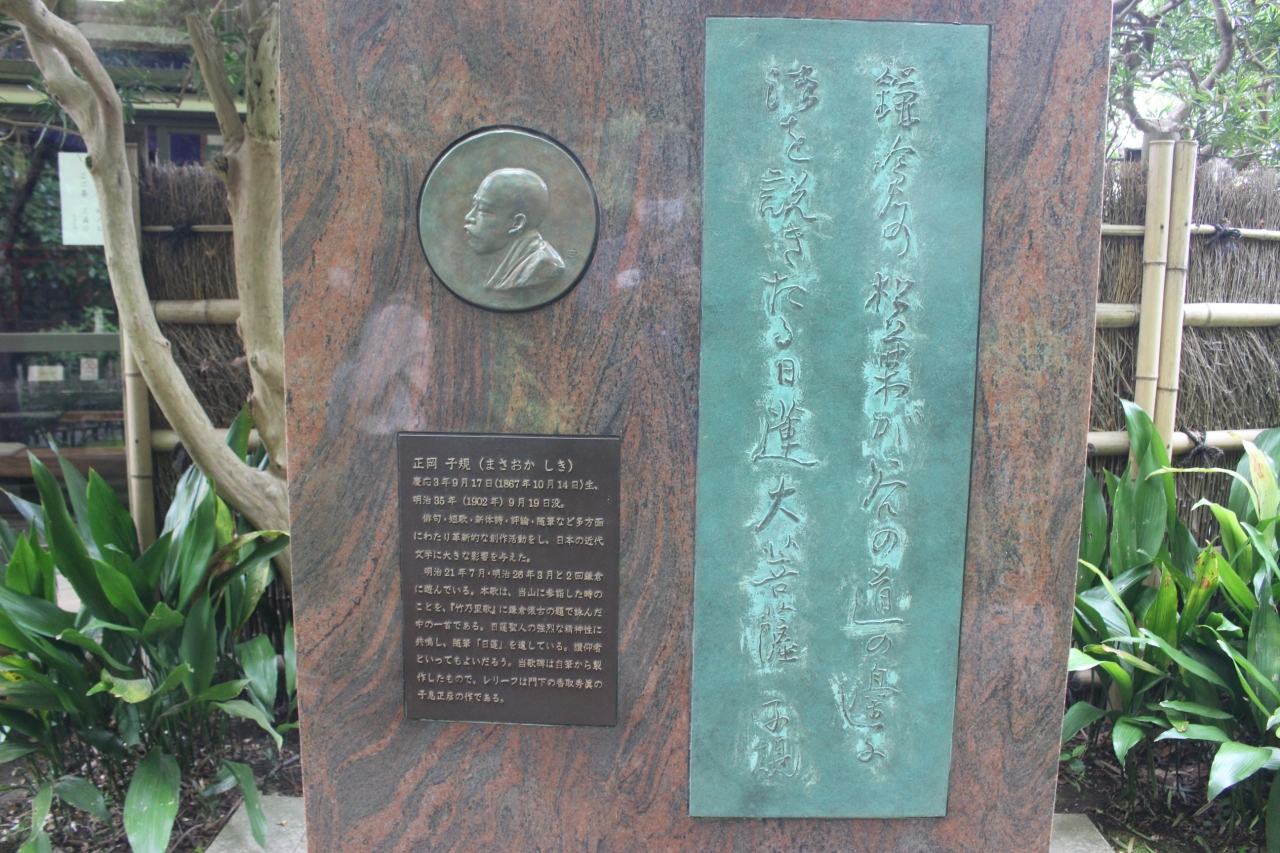 鎌倉の松葉が谷の道の邊に
法を説きたる日蓮大菩薩 子規
正岡 子規(まさおか しき)
慶応3年9月17日(1867年10月14日)生、
明治35年(1902年)9月19日没。
俳句・短歌・新体詩・評論・随筆など多方面
にわたり革新的な創作活動をし、日本の近代
文学に大きな影響を与えた。
明治21年7月・明治26年3月と2回鎌倉
に遊んでいる。本歌は、当山に参詣した時の
ことを、『竹乃里歌』に鎌倉懐古の題で詠んだ
中の一首である。日蓮聖人の強烈な精神性に
共鳴し、随筆「日蓮」を遺している。讃仰者
といってもよいだろう。当歌碑は自筆から製
作したもので、レリーフは門下の香取秀眞の
子息正彦の作である。